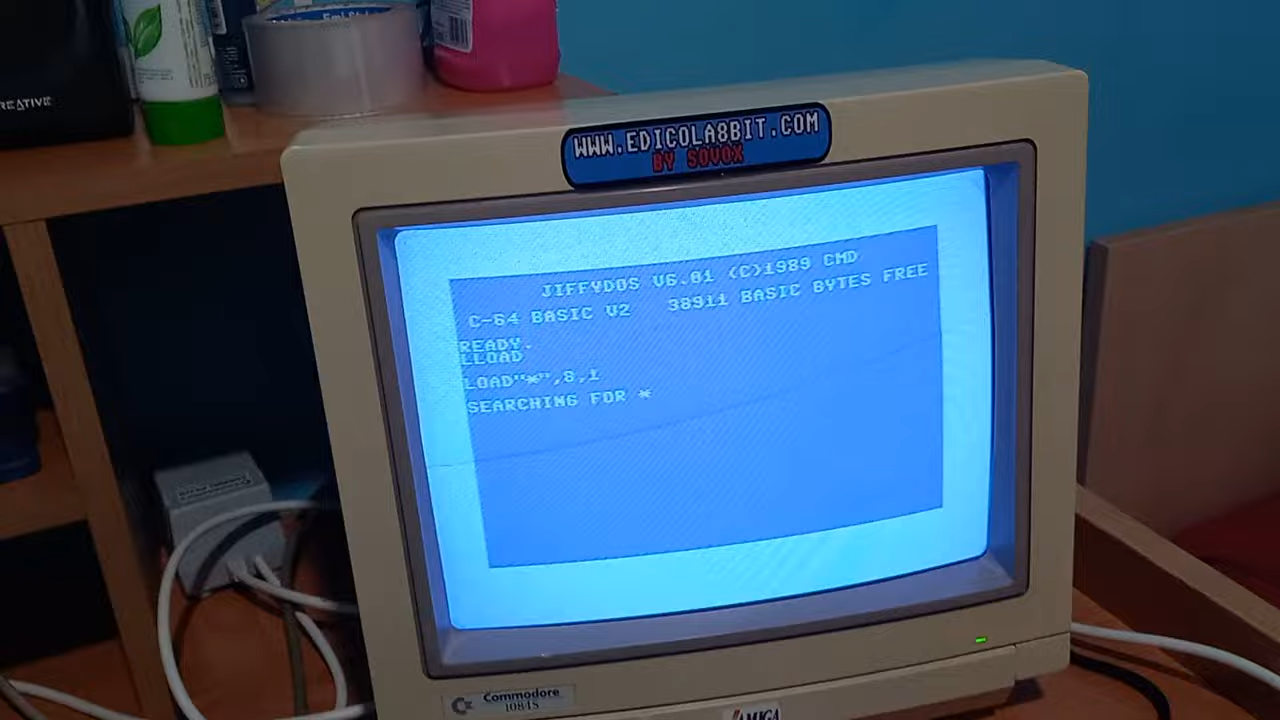 REATIVE
WWW.EDICOLA8BIT.COM
BY SOVOX
JIFFYDOS V6.01 (C)1989 CMD
C-64 BASIC V2   38911 BASIC BYTES FREE
READY.
LLOAD
LOAD"*",8,1
SEARCHING FOR *
Commodore
1084S
AMIGA